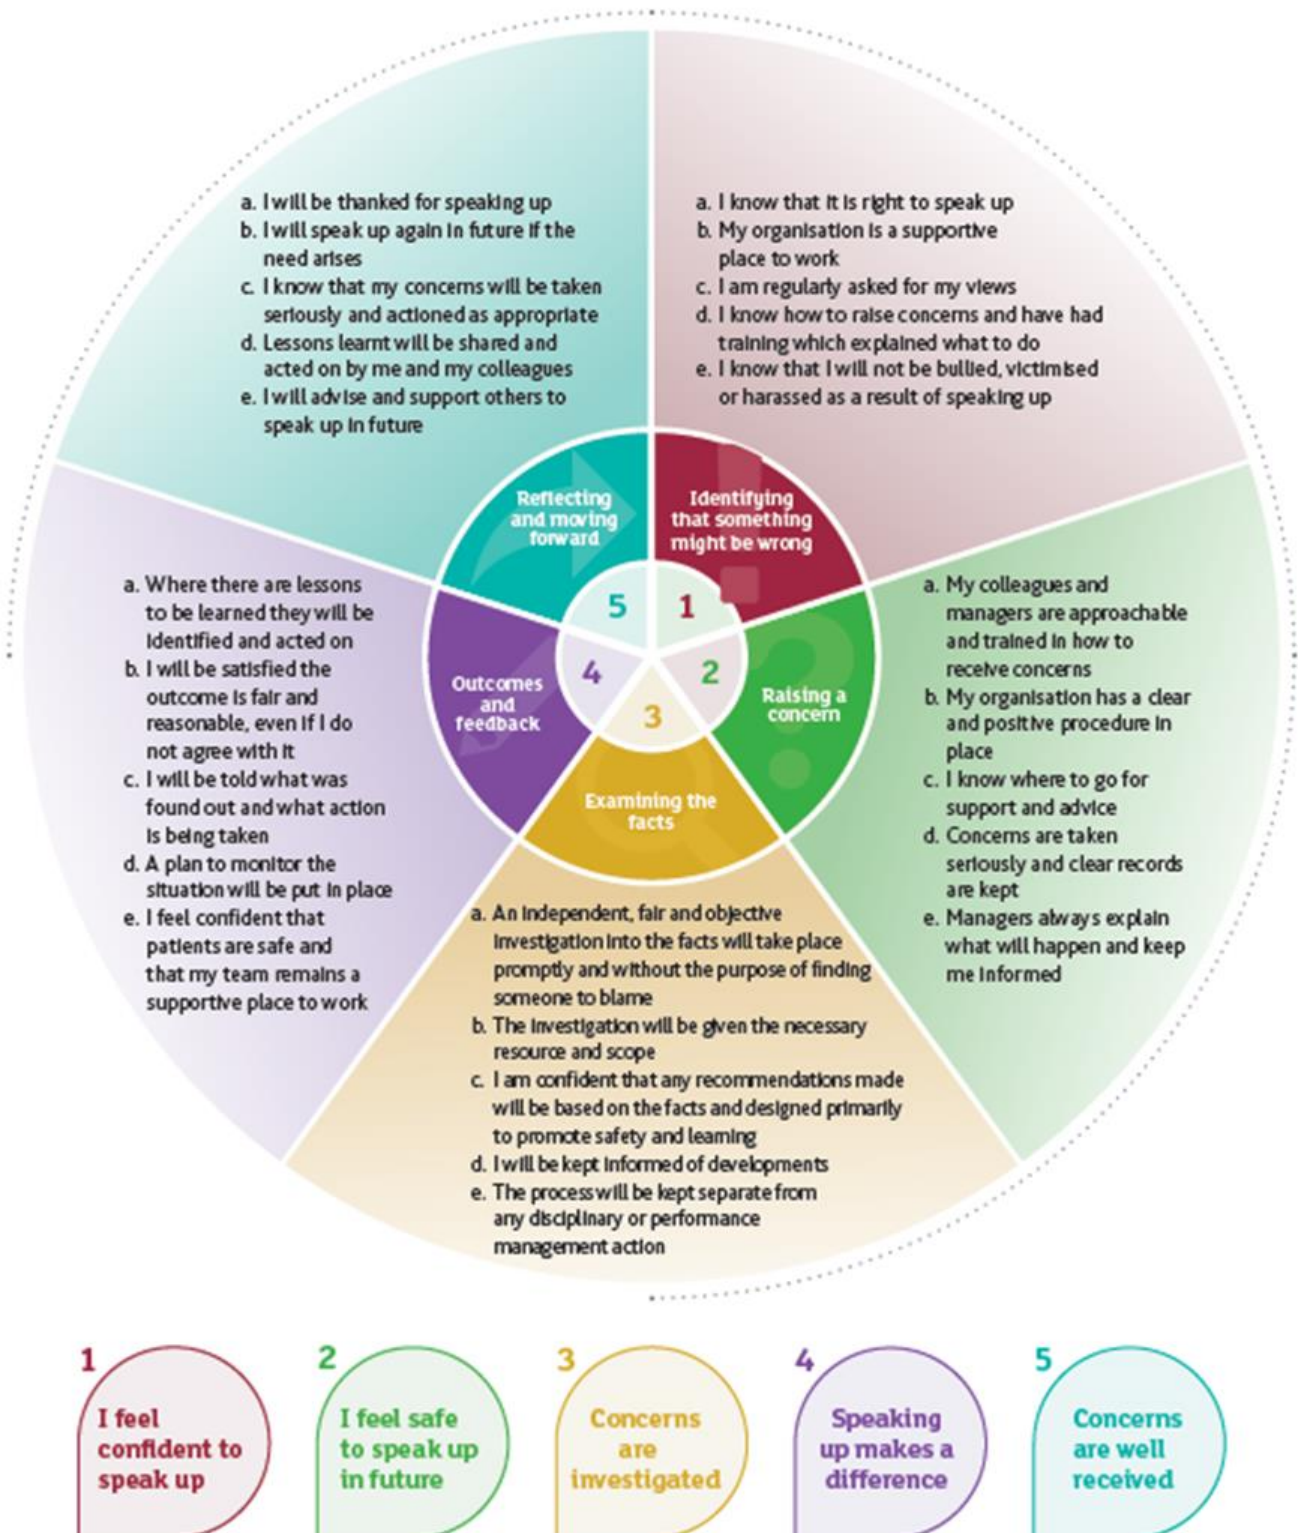 a. I will be thanked for speaking up
b. I will speak up again in future if the
need arises
c. I know that my concerns will be taken
seriously and actioned as appropriate
d. Lessons learnt will be shared and
acted on by me and my colleagues
e. I will advise and support others to
speak up in future
a. I know that it is right to speak up
b. My organisation is a supportive
place to work
c. I am regularly asked for my views
d. I know how to raise concerns and have had
training which explained what to do
e. I know that I will not be bullied, victimised
or harassed as a result of speaking up
Reflecting
and moving
forward
Identifying
that something
might be wrong
5
1
4
2
3
Outcomes
and
feedback
Raising a
concern
Examining the
facts
a. Where there are lessons
to be learned they will be
identified and acted on
b. I will be satisfied the
outcome is fair and
reasonable, even if I do
not agree with it
c. I will be told what was
found out and what action
is being taken
d. A plan to monitor the
situation will be put in place
e. I feel confident that
patients are safe and
that my team remains a
supportive place to work
a. My colleagues and
managers are approachable
and trained in how to
receive concerns
b. My organisation has a clear
and positive procedure in
place
c. I know where to go for
support and advice
d. Concerns are taken
seriously and clear records
are kept
e. Managers always explain
what will happen and keep
me informed
a. An independent, fair and objective
investigation into the facts will take place
promptly and without the purpose of finding
someone to blame
b. The investigation will be given the necessary
resource and scope
c. I am confident that any recommendations made
will be based on the facts and designed primarily
to promote safety and learning
d. I will be kept informed of developments
e. The process will be kept separate from
any disciplinary or performance
management action
1
I feel
confident to
speak up
2
I feel safe
to speak up
in future
3
Concerns
are
investigated
4
Speaking
up makes a
difference
5
Concerns
are well
received